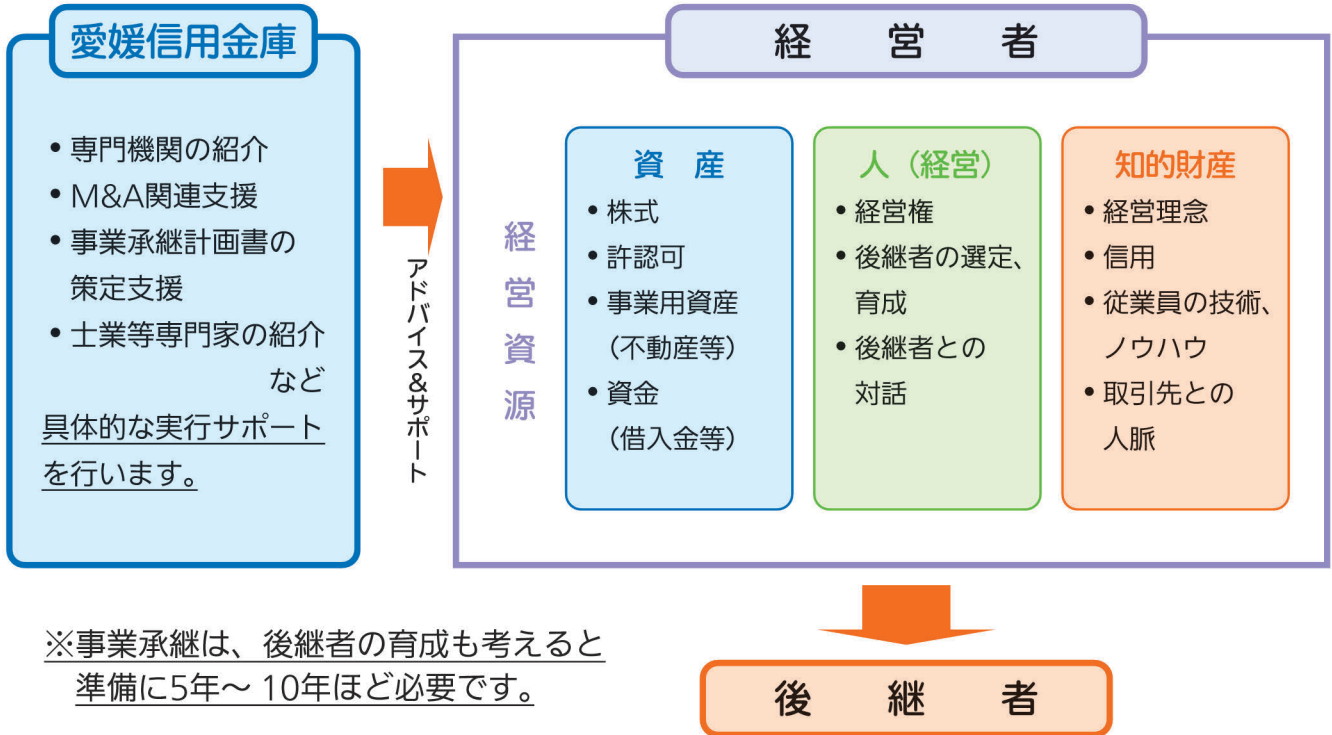 愛媛信用金庫
• 専門機関の紹介
• M&A関連支援
• 事業承継計画書の
策定支援
• 士業等専門家の紹介
など
具体的な実行サポート
を行います。
アドバイス&サポート
経営者
経営資源
資産
• 株式
• 許認可
• 事業用資産
（不動産等）
• 資金
（借入金等）
人（経営）
• 経営権
• 後継者の選定、
育成
• 後継者との
対話
知的財産
• 経営理念
• 信用
• 従業員の技術、
ノウハウ
• 取引先との
人脈
後継者
※事業承継は、後継者の育成も考えると
準備に5年～10年ほど必要です。